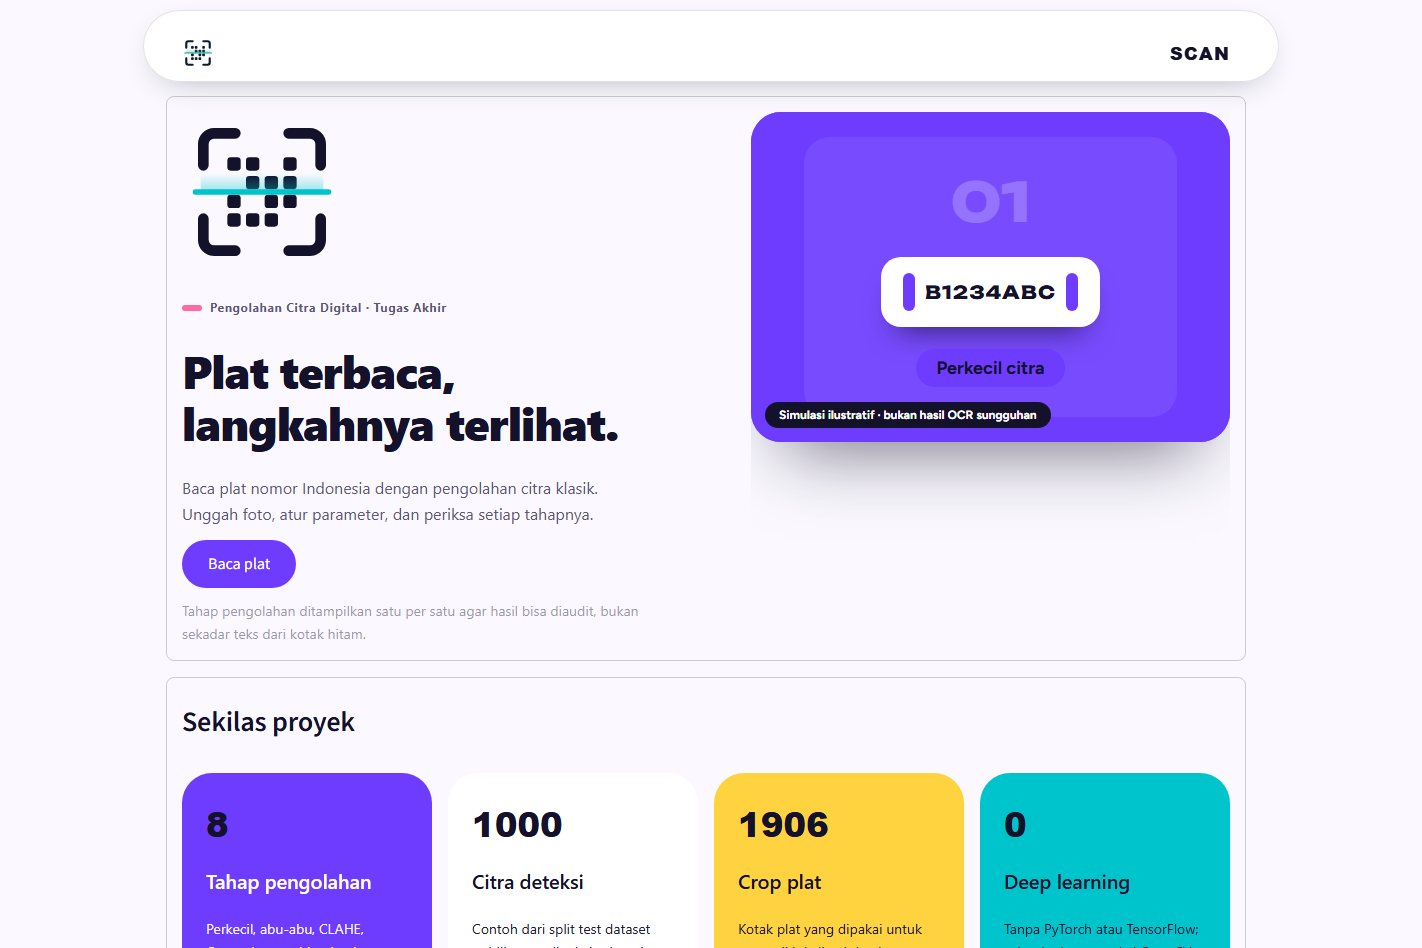 SCAN
Pengolahan Citra Digital · Tugas Akhir
Plat terbaca,
langkahnya terlihat.
Baca plat nomor Indonesia dengan pengolahan citra klasik.
Unggah foto, atur parameter, dan periksa setiap tahapnya.
Baca plat
Tahap pengolahan ditampilkan satu per satu agar hasil bisa diaudit, bukan
sekadar teks dari kotak hitam.
01
B1234ABC
Perkecil citra
Simulasi ilustratif · bukan hasil OCR sungguhan
Sekilas proyek
8
Tahap pengolahan
Perkecil, abu-abu, CLAHE,
1000
Citra deteksi
Contoh dari split test dataset
1906
Crop plat
Kotak plat yang dipakai untuk
0
Deep learning
Tanpa PyTorch atau TensorFlow;